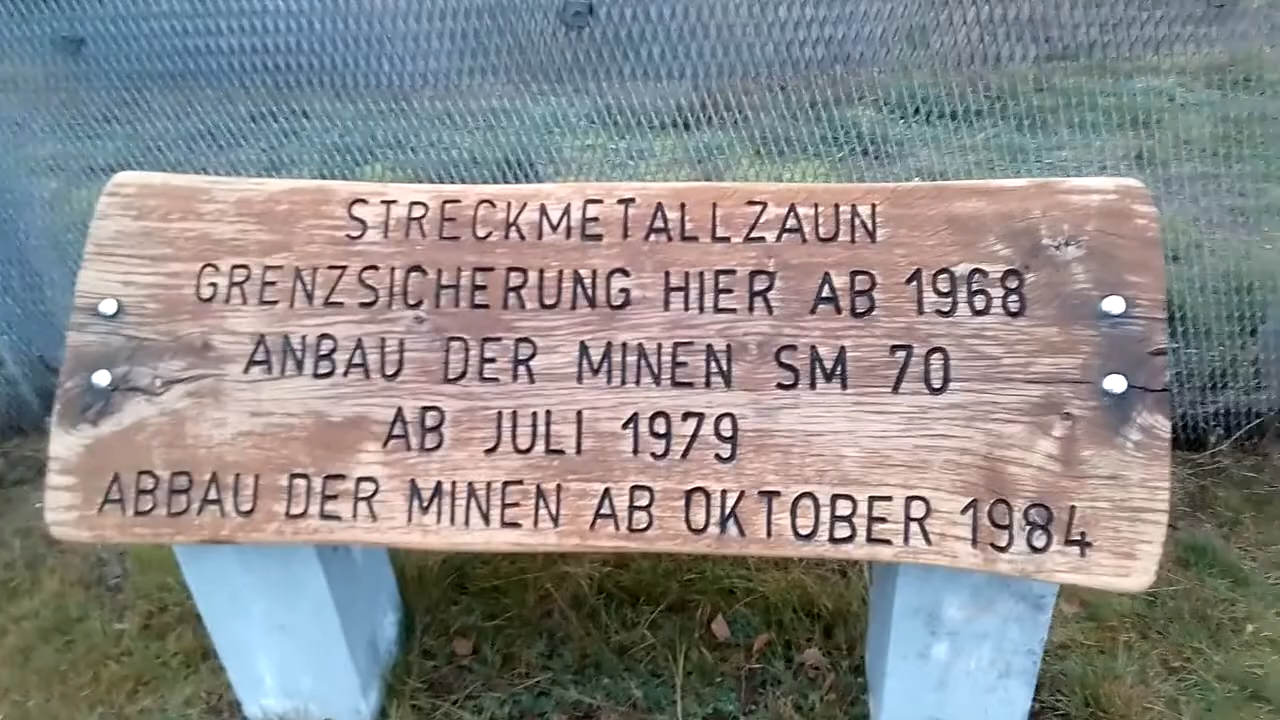 STRECKMETALLZAUN
GRENZSICHERUNG HIER AB 1968
ANBAU DER MINEN SM 70
AB JULI 1979
ABBAU DER MINEN AB OKTOBER 1984